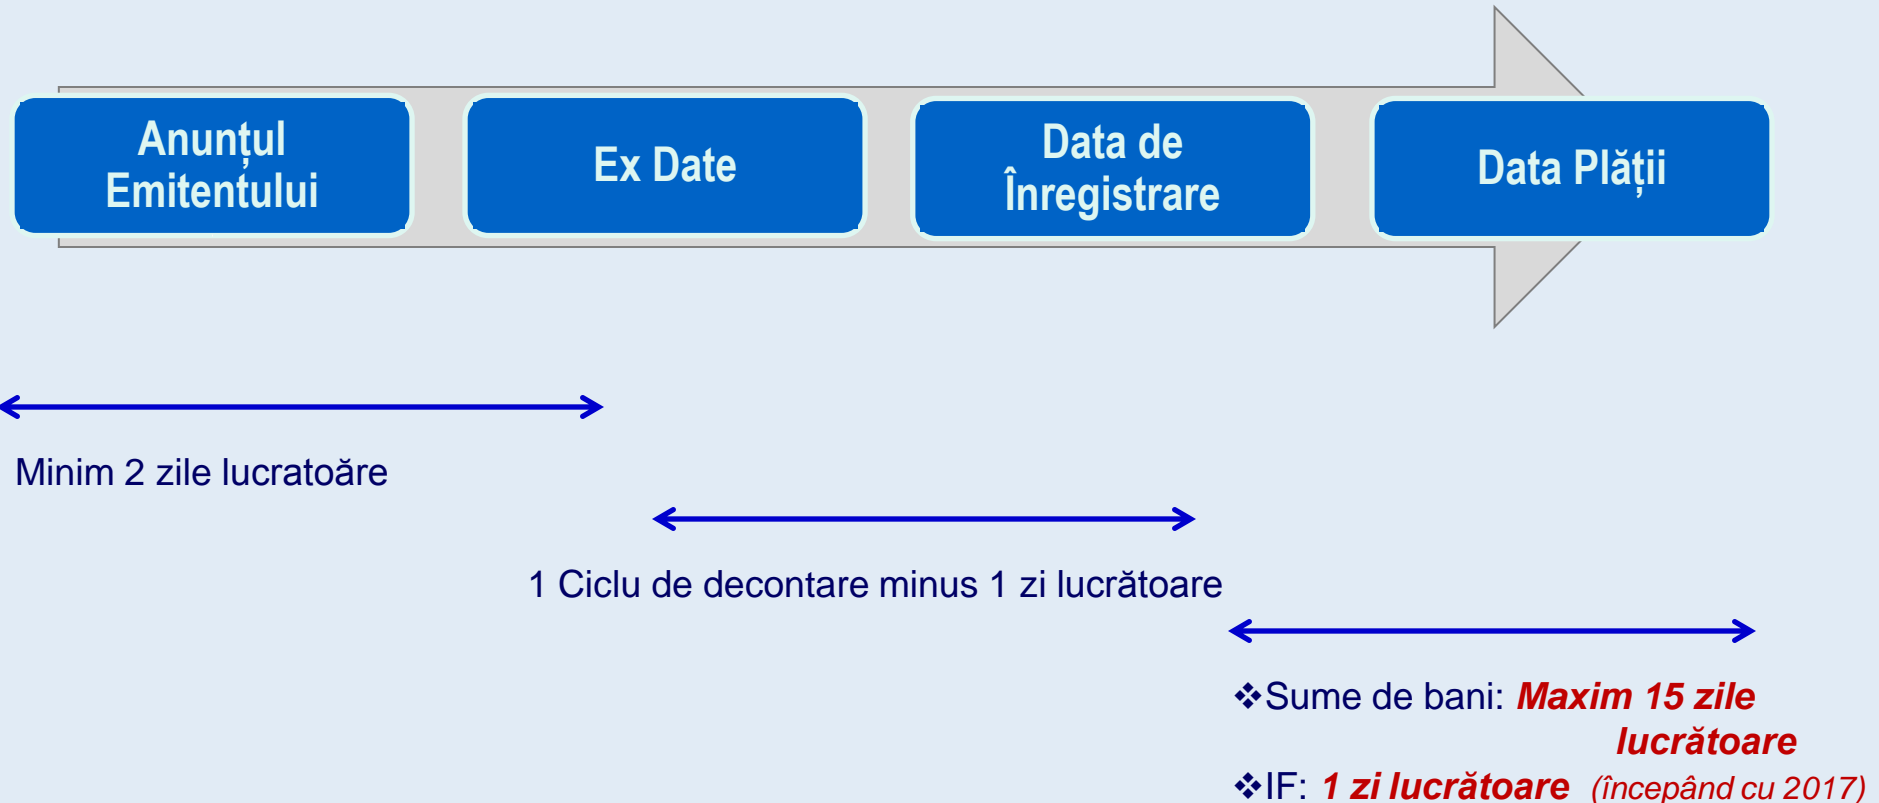 Anunțul
Emitentului
Ex Date
Data de
Înregistrare
Data Plății
Minim 2 zile lucratoăre
1 Ciclu de decontare minus 1 zi lucrătoare
❖Sume de bani: Maxim 15 zile
lucrătoare
❖IF: 1 zi lucrătoare (începând cu 2017)